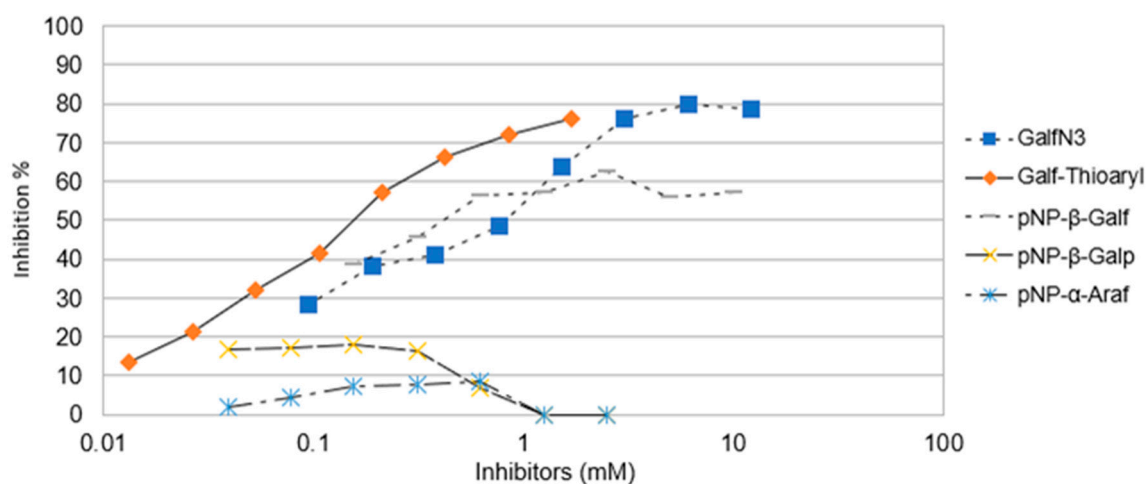 100
90
80
70
60
50
40
30
20
10
0
Inhibition %
0.01 0.1 1 10 100
Inhibitors (mM)
GalfN3
Galf-Thioaryl
pNP-β-Galf
pNP-β-Galp
pNP-α-Araf